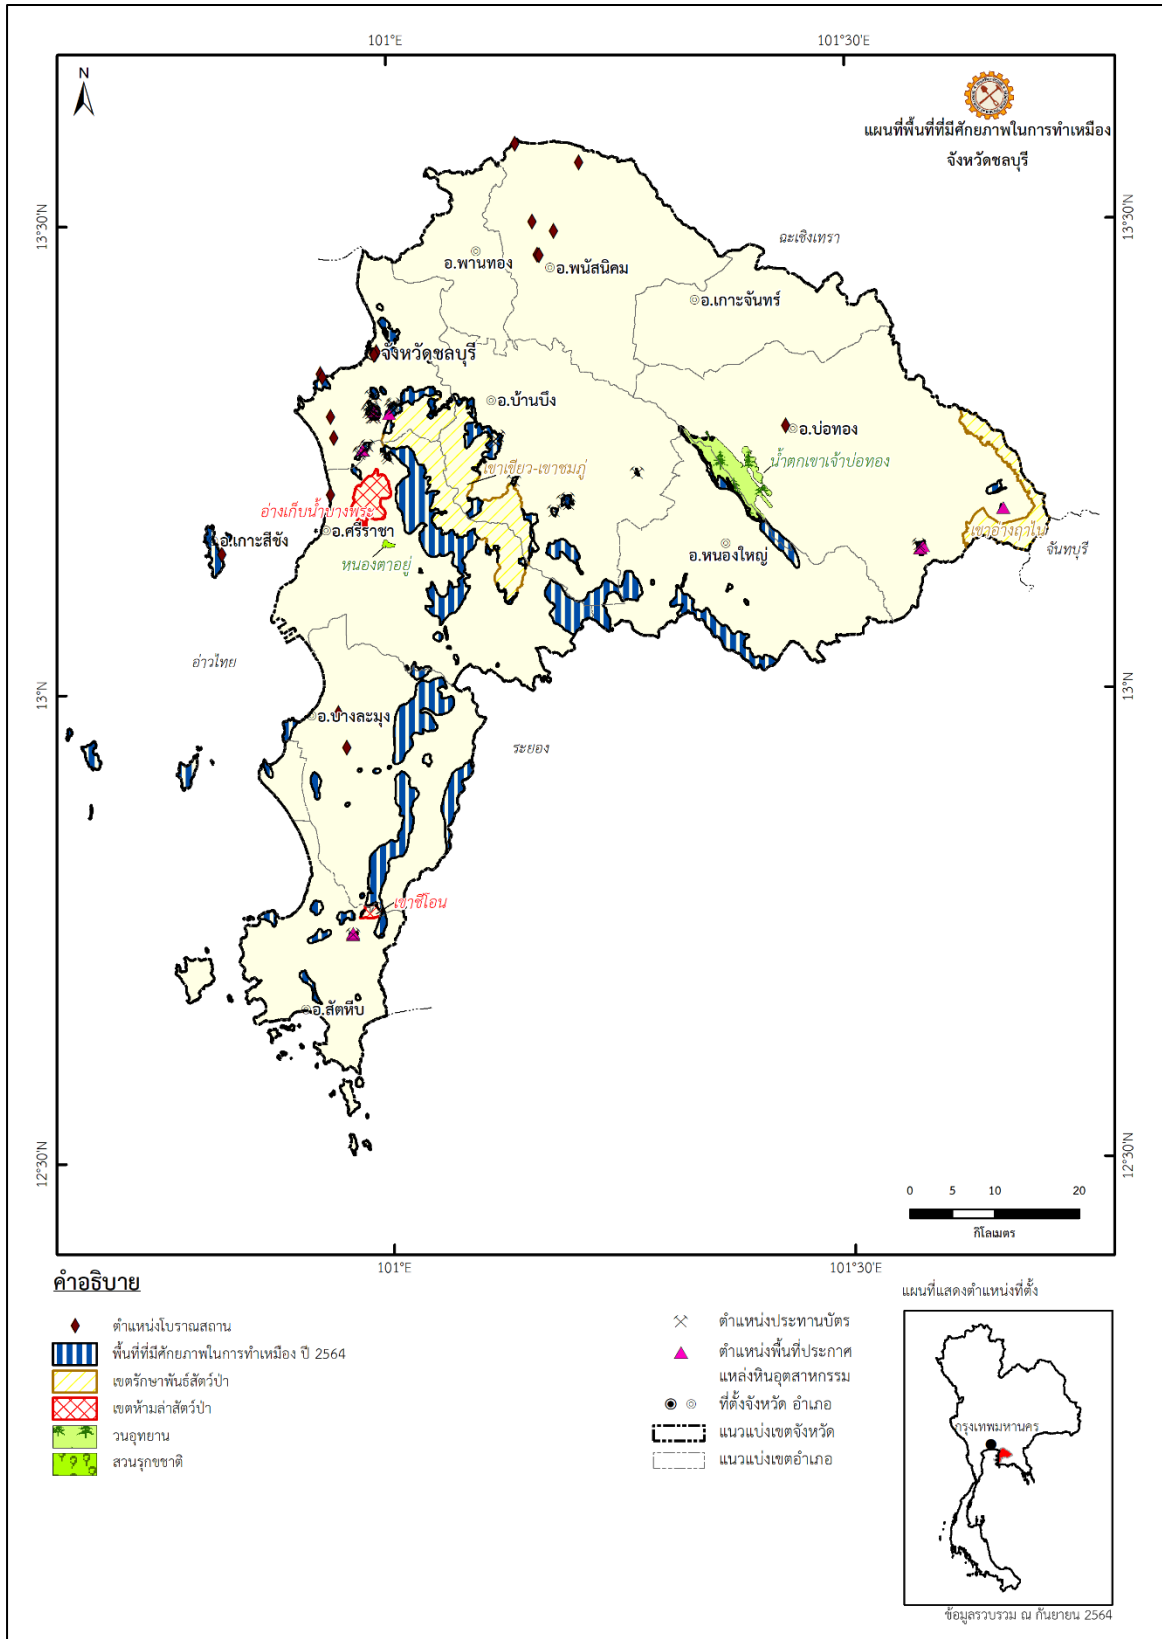 101°E
101°30'E
N
แผนที่พื้นที่ที่มีศักยภาพในการทำเหมือง
จังหวัดชลบุรี
13°30'N
13°30'N
ฉะเชิงเทรา
อ.พานทอง
อ.พนัสนิคม
อ.เกาะจันทร์
จังหวัดชลบุรี
อ.บ้านบึง
อ.บ่อทอง
น้ำตกเขาเจ้าบ่อทอง
เขาเขียว-เขาชมภู่
อ่างเก็บน้ำบางพระ
อ.ศรีราชา
อ.เกาะสีชัง
หนองตาอยู่
อ.หนองใหญ่
เขาอ่างฤาไน
จันทบุรี
อ่าวไทย
13°N
13°N
อ.บางละมุง
ระยอง
เขาชีโอน
อ.สัตหีบ
12°30'N
12°30'N
0 5 10 20
กิโลเมตร
101°E
101°30'E
คำอธิบาย
ตำแหน่งโบราณสถาน
พื้นที่ที่มีศักยภาพในการทำเหมือง ปี 2564
เขตรักษาพันธ์สัตว์ป่า
เขตห้ามล่าสัตว์ป่า
วนอุทยาน
สวนรุกขชาติ
ตำแหน่งประทานบัตร
ตำแหน่งพื้นที่ประกาศ
แหล่งหินอุตสาหกรรม
ที่ตั้งจังหวัด อำเภอ
แนวแบ่งเขตจังหวัด
แนวแบ่งเขตอำเภอ
แผนที่แสดงตำแหน่งที่ตั้ง
กรุงเทพมหานคร
ข้อมูลรวบรวม ณ กันยายน 2564